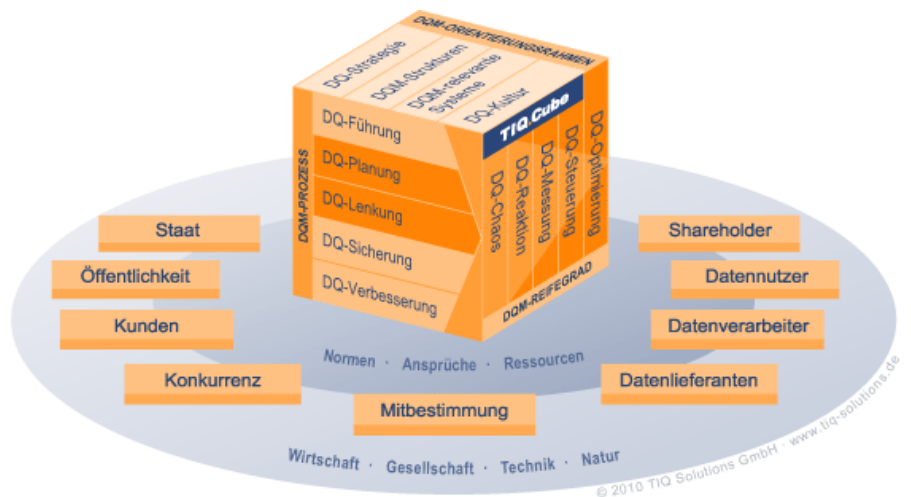 DQM-ORIENTIERUNGSRAHMEN
DQ-Strategie
DQM-Strukturen
DQM-relevante
Systeme
DQ-Kultur
TIQ.Cube
DQM-PROZESS
DQ-Führung
DQ-Planung
DQ-Lenkung
DQ-Sicherung
DQ-Verbesserung
DQ-Chaos
DQ-Reaktion
DQ-Messung
DQ-Steuerung
DQ-Optimierung
DQM-REIFEGRAD
Staat
Öffentlichkeit
Kunden
Konkurrenz
Mitbestimmung
Shareholder
Datennutzer
Datenverarbeiter
Datenlieferanten
Normen · Ansprüche · Ressourcen
Wirtschaft · Gesellschaft · Technik · Natur
© 2010 TIQ Solutions GmbH · www.tiq-solutions.de